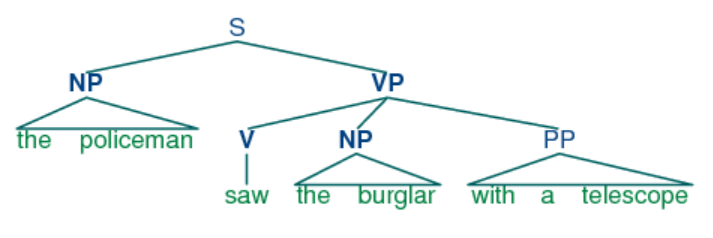 S
NP VP
V NP PP
the policeman
saw the burglar with a telescope